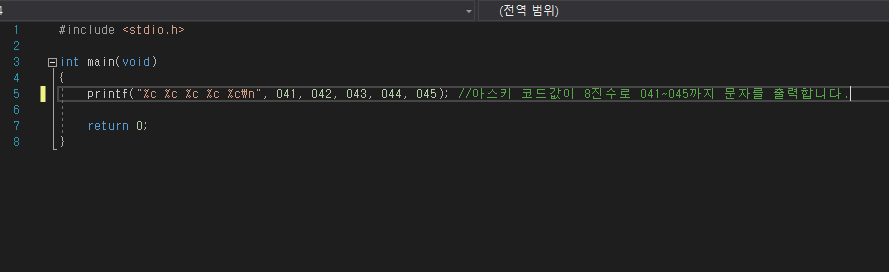 4 (전역 범위)
1 #include <stdio.h>
2
3 int main(void)
4 {
5 printf("%c %c %c %c %c₩n", 041, 042, 043, 044, 045); //아스키 코드값이 8진수로 041~045까지 문자를 출력합니다.
6
7 return 0;
8 }